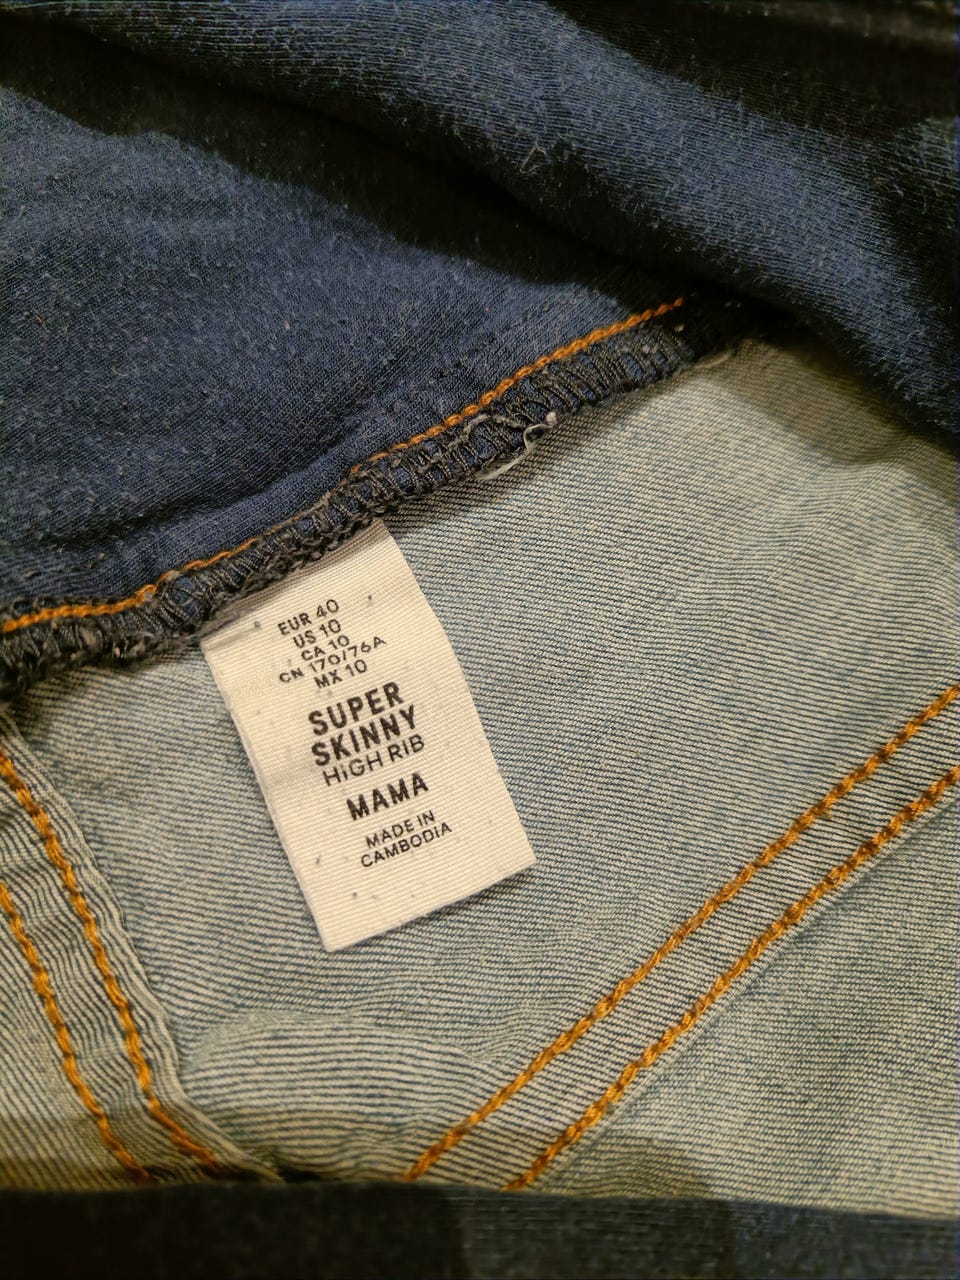 EUR 40
US 10
CA 10
CN 170/76A
MX 10
SUPER
SKINNY
HIGH RIB
MAMA
MADE IN
CAMBODIA